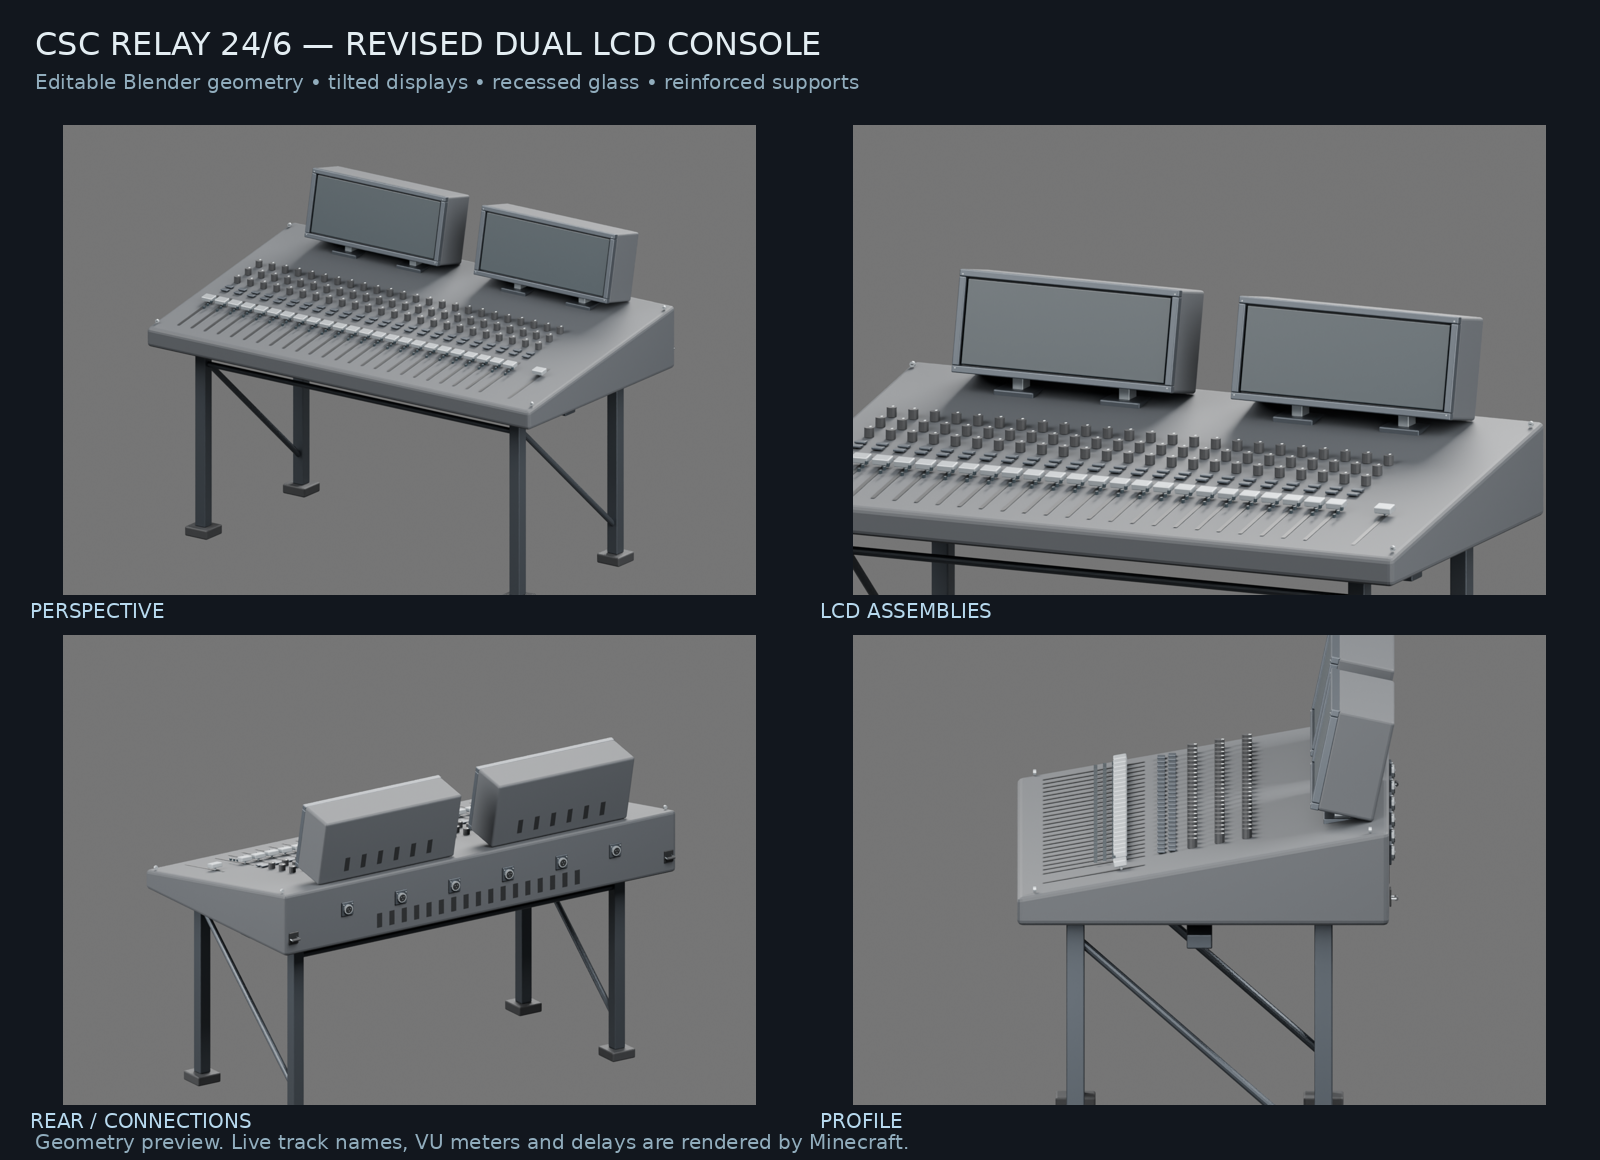 CSC RELAY 24/6 — REVISED DUAL LCD CONSOLE
Editable Blender geometry • tilted displays • recessed glass • reinforced supports
PERSPECTIVE
LCD ASSEMBLIES
REAR / CONNECTIONS
PROFILE
Geometry preview. Live track names, VU meters and delays are rendered by Minecraft.